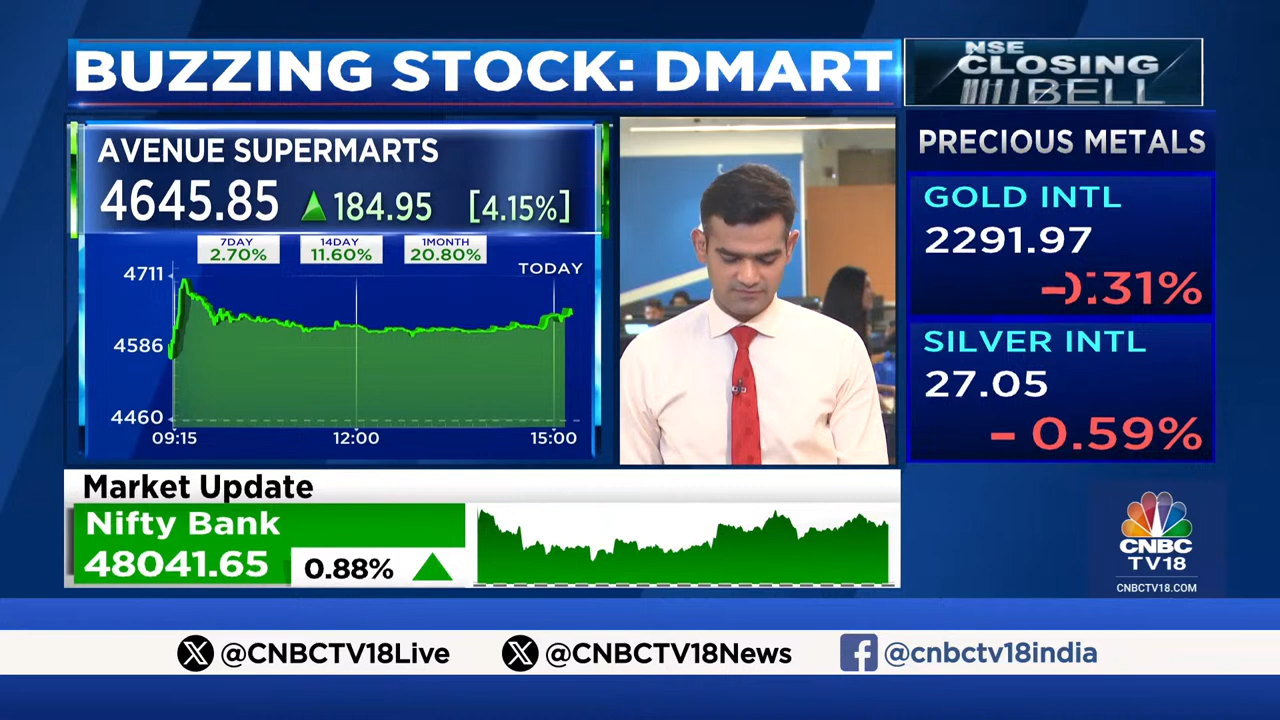 BUZZING STOCK: DMART
NSE
CLOSING
BELL
AVENUE SUPERMARTS
4645.85 ▲ 184.95 [4.15%]
7DAY
2.70%
14DAY
11.60%
1MONTH
20.80%
TODAY
4711
4586
4460
09:15
12:00
15:00
PRECIOUS METALS
GOLD INTL
2291.97
SILVER INTL
27.05
- 0.59%
Market Update
Nifty Bank
48041.65
0.88%
CNBC
TV18
CNBCTV18.COM
@CNBCTV18Live
@CNBCTV18News
@cnbctv18india